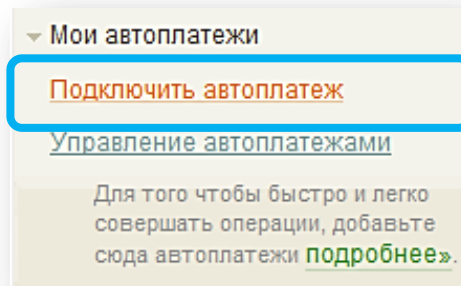 Мои автоплатежи
Подключить автоплатеж
Управление автоплатежами
Для того чтобы быстро и легко
совершать операции, добавьте
сюда автоплатежи подробнее».